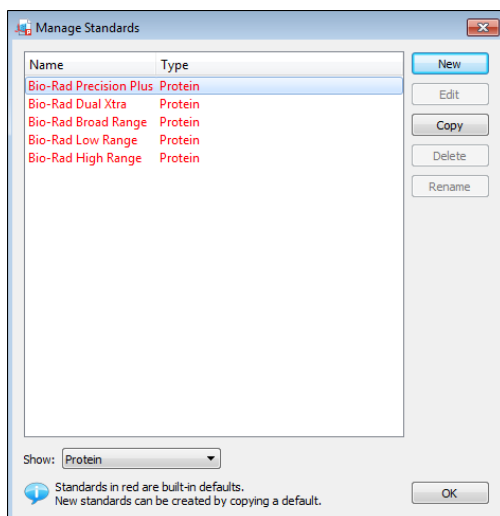 Manage Standards
Name Type
Bio-Rad Precision Plus Protein
Bio-Rad Dual Xtra Protein
Bio-Rad Broad Range Protein
Bio-Rad Low Range Protein
Bio-Rad High Range Protein
New
Edit
Copy
Delete
Rename
Show: Protein
Standards in red are built-in defaults.
New standards can be created by copying a default.
OK